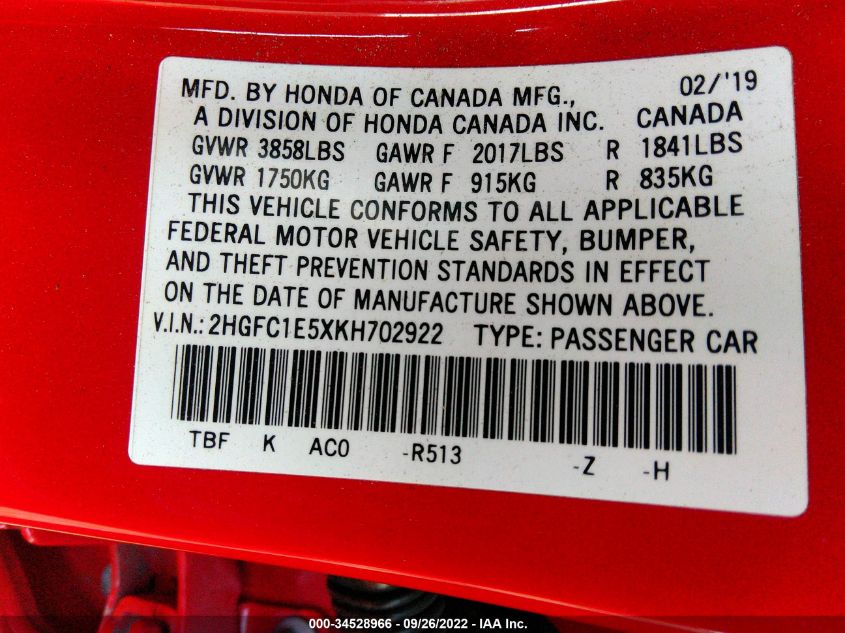 MFD. BY HONDA OF CANADA MFG., 02/'19
A DIVISION OF HONDA CANADA INC. CANADA
GVWR 3858LBS GAWR F 2017LBS R 1841LBS
GVWR 1750KG GAWR F 915KG R 835KG
THIS VEHICLE CONFORMS TO ALL APPLICABLE
FEDERAL MOTOR VEHICLE SAFETY, BUMPER,
AND THEFT PREVENTION STANDARDS IN EFFECT
ON THE DATE OF MANUFACTURE SHOWN ABOVE.
V.I.N.: 2HGFC1E5XKH702922 TYPE: PASSENGER CAR
TBF K AC0 -R513 -Z -H
000-34528966 - 09/26/2022 - IAA Inc.